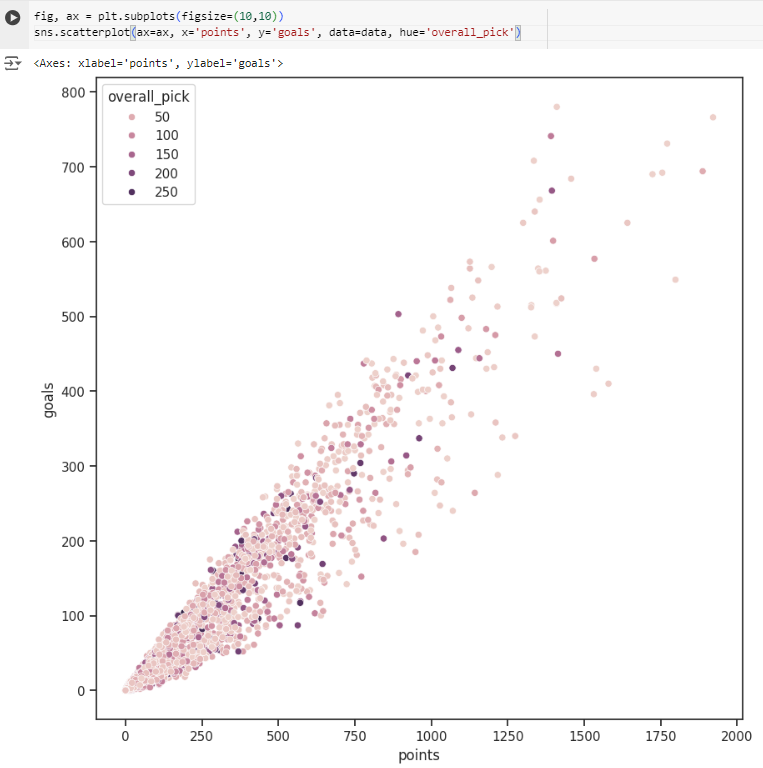 fig, ax = plt.subplots(figsize=(10,10))
sns.scatterplot(ax=ax, x='points', y='goals', data=data, hue='overall_pick')
<Axes: xlabel='points', ylabel='goals'>
overall_pick
50
100
150
200
250
800
700
600
500
400
300
200
100
0
goals
0 250 500 750 1000 1250 1500 1750 2000
points